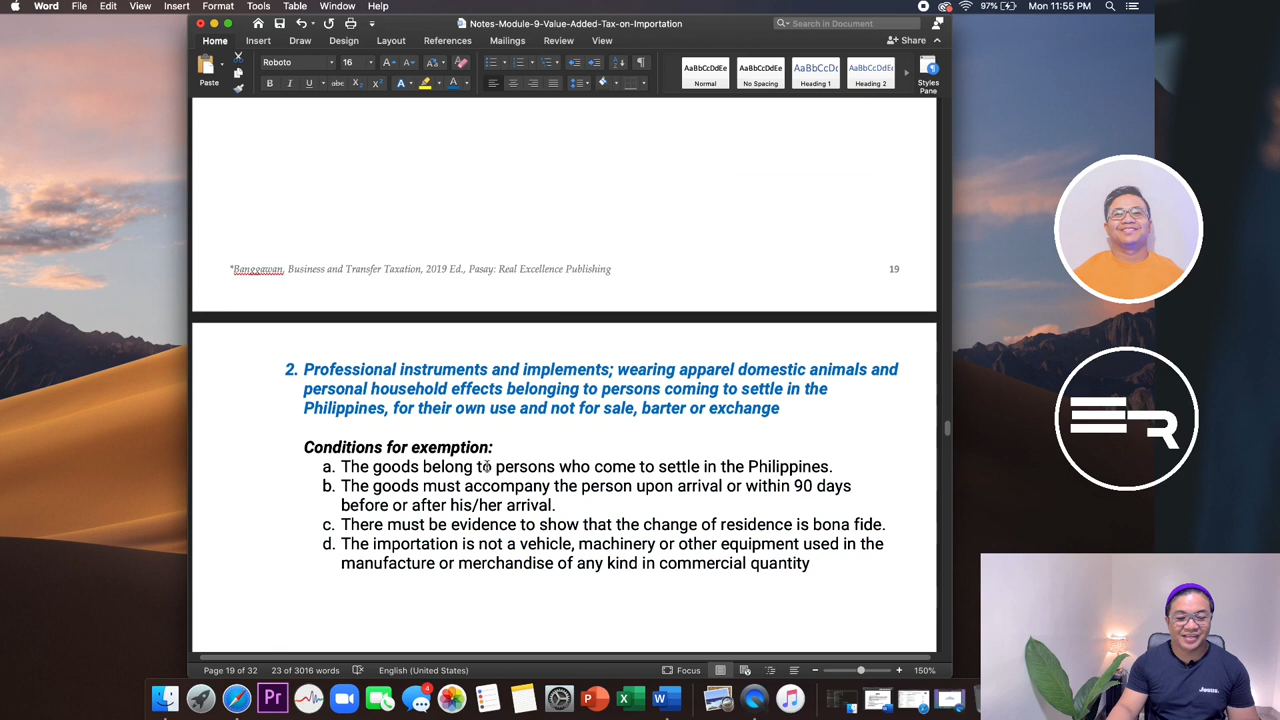 Word File Edit View Insert Format Tools Table Window Help 97% Mon 11:55 PM
Notes-Module-9-Value-Added-Tax-on-Importation
Search in Document
Home Insert Draw Design Layout References Mailings Review View Share
Paste
Roboto 16
AaBbCcDdEe AaBbCcDdEe AaBbCcDc AaBbCcDdEe
Normal No Spacing Heading 1 Heading 2
Styles
Pane
*Banggawan, Business and Transfer Taxation, 2019 Ed., Pasay: Real Excellence Publishing 19
2. Professional instruments and implements; wearing apparel domestic animals and
personal household effects belonging to persons coming to settle in the
Philippines, for their own use and not for sale, barter or exchange
Conditions for exemption:
a. The goods belong to persons who come to settle in the Philippines.
b. The goods must accompany the person upon arrival or within 90 days
before or after his/her arrival.
c. There must be evidence to show that the change of residence is bona fide.
d. The importation is not a vehicle, machinery or other equipment used in the
manufacture or merchandise of any kind in commercial quantity
Page 19 of 32 23 of 3016 words English (United States) Focus 150%
ER
Pr
4